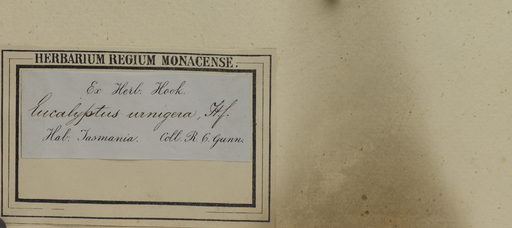 HERBARIUM REGIUM MONACENSE.
Ex Herb. Hook.
Eucalyptus urnigera, Hf.
Hab. Tasmania. Coll. R. C. Gunn.